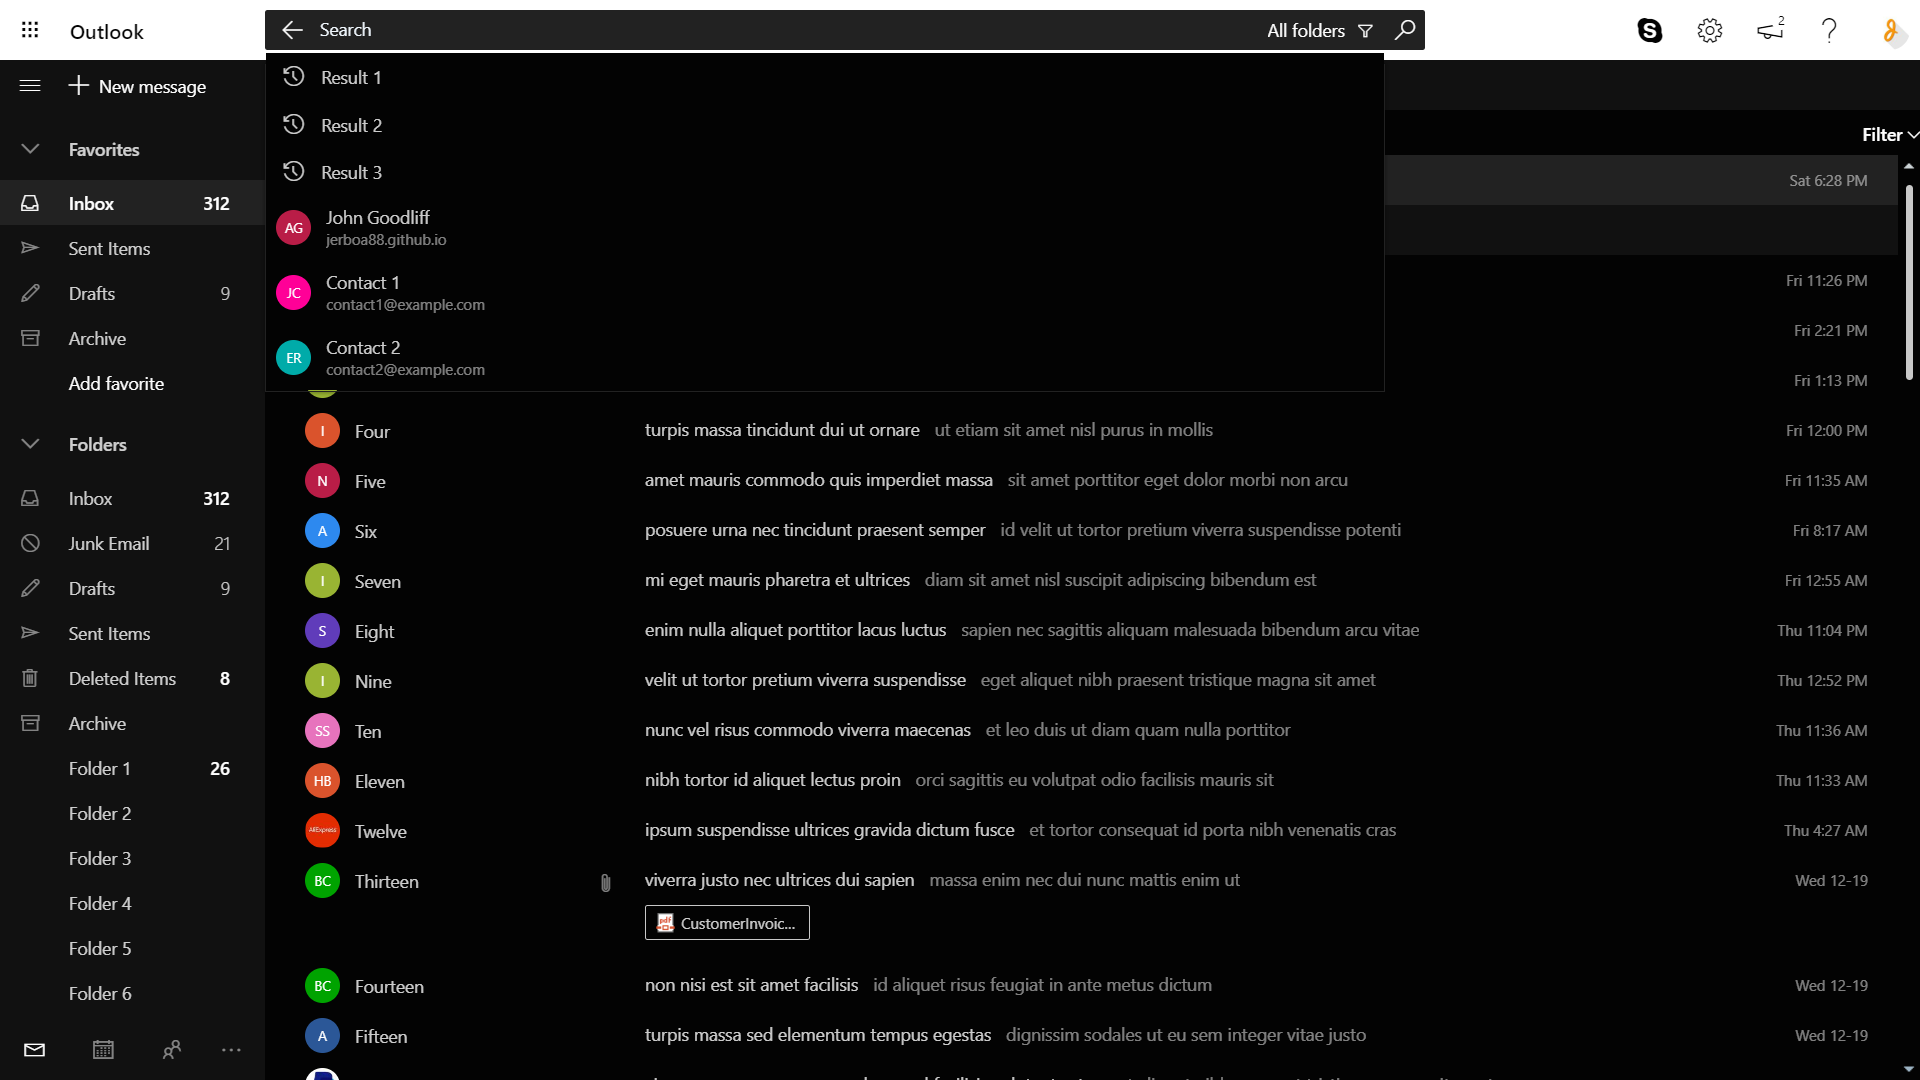 Outlook
Search
All folders
2
New message
Result 1
Result 2
Result 3
John Goodliff
jerboa88.github.io
Contact 1
contact1@example.com
Contact 2
contact2@example.com
AG
JC
ER
Filter
Favorites
Inbox 312
Sent Items
Drafts 9
Archive
Add favorite
Folders
Inbox 312
Junk Email 21
Drafts 9
Sent Items
Deleted Items 8
Archive
Folder 1 26
Folder 2
Folder 3
Folder 4
Folder 5
Folder 6
Sat 6:28 PM
Fri 11:26 PM
Fri 2:21 PM
Fri 1:13 PM
I Four turpis massa tincidunt dui ut ornare ut etiam sit amet nisl purus in mollis Fri 12:00 PM
N Five amet mauris commodo quis imperdiet massa sit amet porttitor eget dolor morbi non arcu Fri 11:35 AM
A Six posuere urna nec tincidunt praesent semper id velit ut tortor pretium viverra suspendisse potenti Fri 8:17 AM
I Seven mi eget mauris pharetra et ultrices diam sit amet nisl suscipit adipiscing bibendum est Fri 12:55 AM
S Eight enim nulla aliquet porttitor lacus luctus sapien nec sagittis aliquam malesuada bibendum arcu vitae Thu 11:04 PM
I Nine velit ut tortor pretium viverra suspendisse eget aliquet nibh praesent tristique magna sit amet Thu 12:52 PM
SS Ten nunc vel risus commodo viverra maecenas et leo duis ut diam quam nulla porttitor Thu 11:36 AM
HB Eleven nibh tortor id aliquet lectus proin orci sagittis eu volutpat odio facilisis mauris sit Thu 11:33 AM
AliExpress Twelve ipsum suspendisse ultrices gravida dictum fusce et tortor consequat id porta nibh venenatis cras Thu 4:27 AM
BC Thirteen viverra justo nec ultrices dui sapien massa enim nec dui nunc mattis enim ut Wed 12-19
pdf CustomerInvoic...
BC Fourteen non nisi est sit amet facilisis id aliquet risus feugiat in ante metus dictum Wed 12-19
A Fifteen turpis massa sed elementum tempus egestas dignissim sodales ut eu sem integer vitae justo Wed 12-19